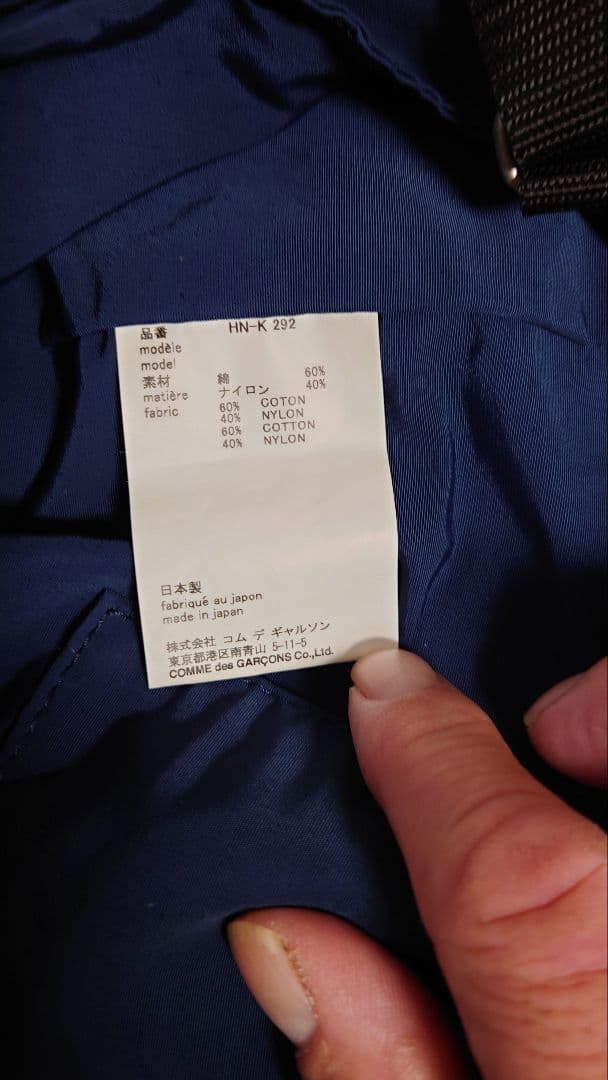 品番 HN-K 292
modèle
model
素材 綿 60%
matière ナイロン 40%
fabric 60% COTON
40% NYLON
60% COTTON
40% NYLON
日本製
fabriqué au japon
made in japan
株式会社 コム デ ギャルソン
東京都港区南青山 5-11-5
COMME des GARÇONS Co.,Ltd.